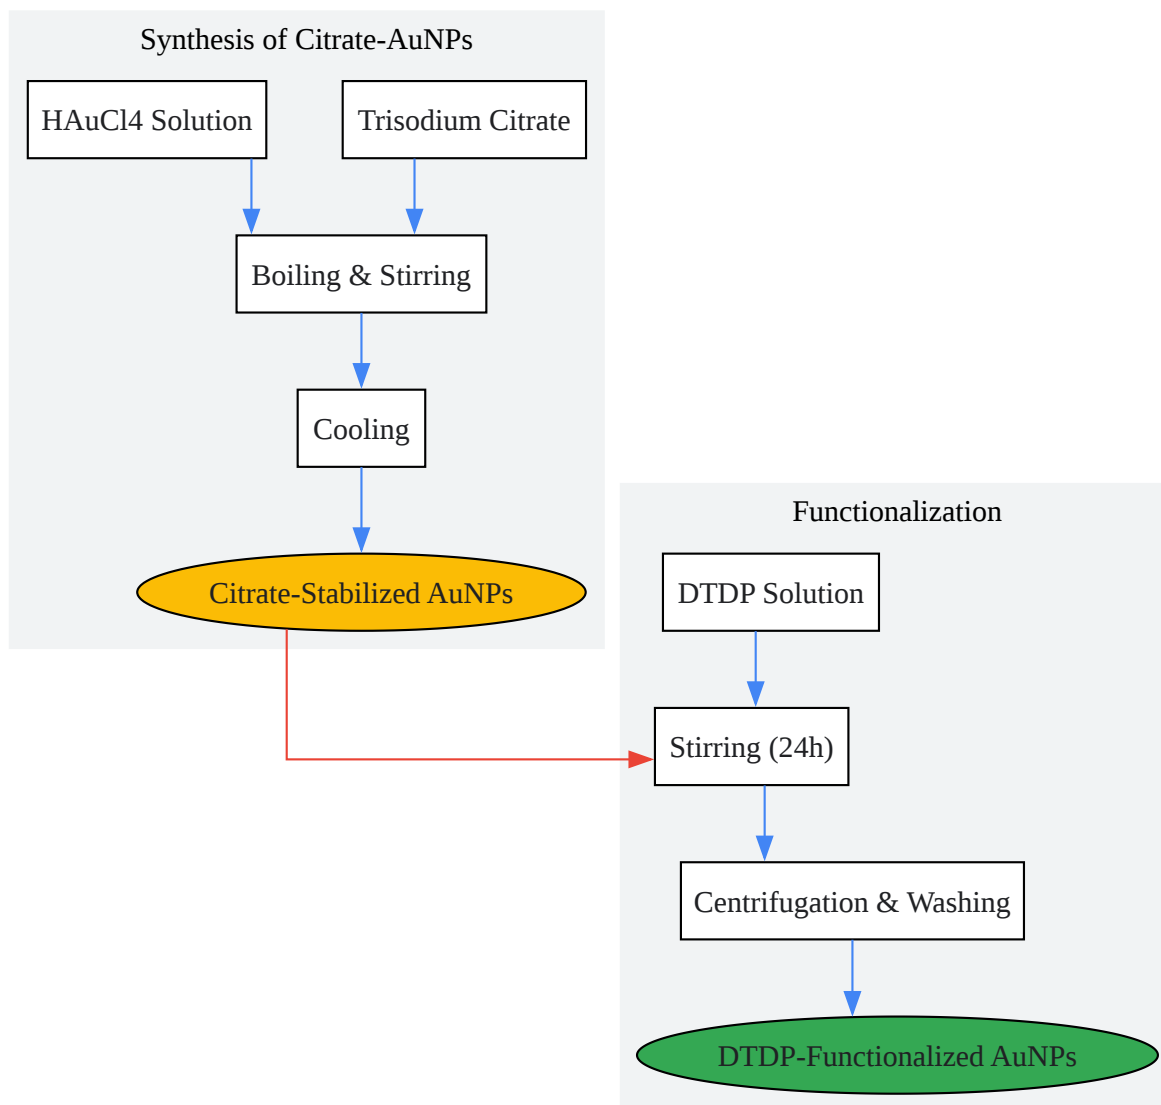 Synthesis of Citrate-AuNPs
HAuCl4 Solution
Trisodium Citrate
Boiling & Stirring
Cooling
Citrate-Stabilized AuNPs
Functionalization
DTDP Solution
Stirring (24h)
Centrifugation & Washing
DTDP-Functionalized AuNPs